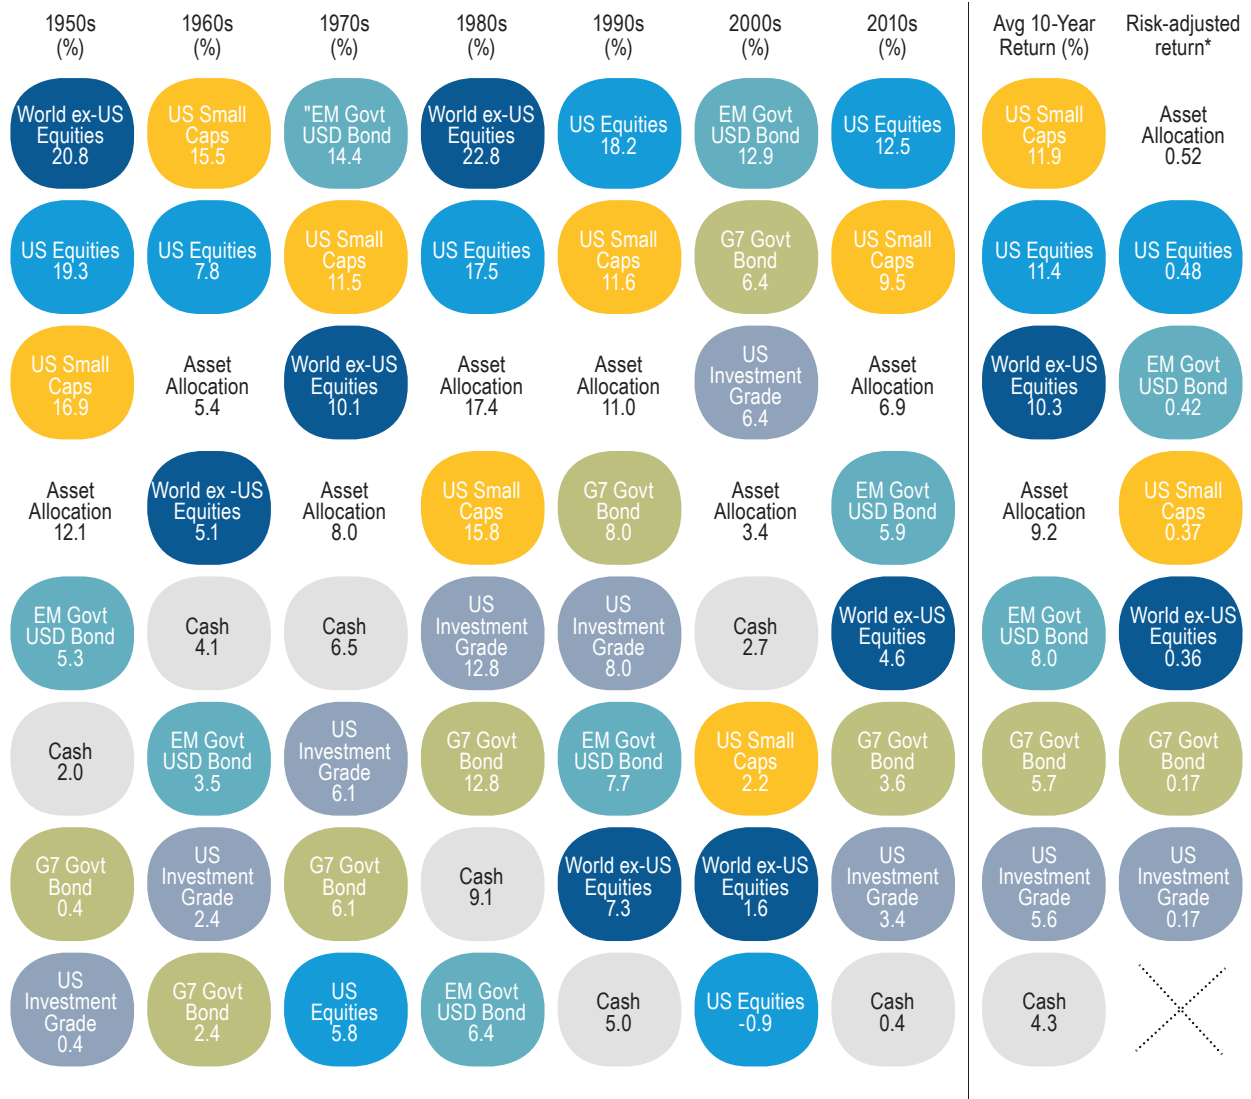 1950s
(%)
1960s
(%)
1970s
(%)
1980s
(%)
1990s
(%)
2000s
(%)
2010s
(%)
Avg 10-Year
Return (%)
Risk-adjusted
return*
World ex-US
Equities
20.8
US Small
Caps
15.5
"EM Govt
USD Bond
14.4
World ex-US
Equities
22.8
US Equities
18.2
EM Govt
USD Bond
12.9
US Equities
12.5
US Small
Caps
11.9
Asset
Allocation
0.52
US Equities
19.3
US Equities
7.8
US Small
Caps
11.5
US Equities
17.5
US Small
Caps
11.6
G7 Govt
Bond
6.4
US Small
Caps
9.5
US Equities
11.4
US Equities
0.48
US Small
Caps
16.9
Asset
Allocation
5.4
World ex-US
Equities
10.1
Asset
Allocation
17.4
Asset
Allocation
11.0
US
Investment
Grade
6.4
Asset
Allocation
6.9
World ex-US
Equities
10.3
EM Govt
USD Bond
0.42
Asset
Allocation
12.1
World ex -US
Equities
5.1
Asset
Allocation
8.0
US Small
Caps
15.8
G7 Govt
Bond
8.0
Asset
Allocation
3.4
EM Govt
USD Bond
5.9
Asset
Allocation
9.2
US Small
Caps
0.37
EM Govt
USD Bond
5.3
Cash
4.1
Cash
6.5
US
Investment
Grade
12.8
US
Investment
Grade
8.0
Cash
2.7
World ex-US
Equities
4.6
EM Govt
USD Bond
8.0
World ex-US
Equities
0.36
Cash
2.0
EM Govt
USD Bond
3.5
US
Investment
Grade
6.1
G7 Govt
Bond
12.8
EM Govt
USD Bond
7.7
US Small
Caps
2.2
G7 Govt
Bond
3.6
G7 Govt
Bond
5.7
G7 Govt
Bond
0.17
G7 Govt
Bond
0.4
US
Investment
Grade
2.4
G7 Govt
Bond
6.1
Cash
9.1
World ex-US
Equities
7.3
World ex-US
Equities
1.6
US
Investment
Grade
3.4
US
Investment
Grade
5.6
US
Investment
Grade
0.17
US
Investment
Grade
0.4
G7 Govt
Bond
2.4
US
Equities
5.8
EM Govt
USD Bond
6.4
Cash
5.0
US Equities
-0.9
Cash
0.4
Cash
4.3